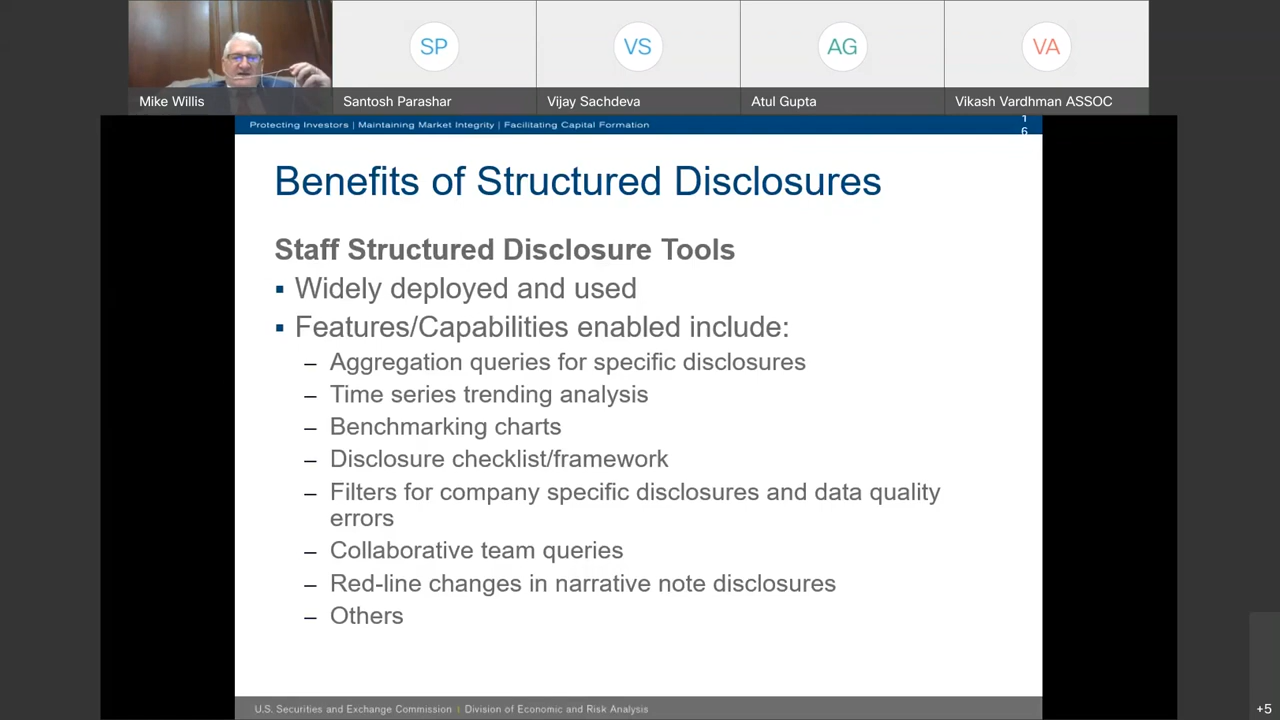 SP
VS
AG
VA
Mike Willis
Santosh Parashar
Vijay Sachdeva
Atul Gupta
Vikash Vardhman ASSOC
Protecting Investors | Maintaining Market Integrity | Facilitating Capital Formation
1
6
Benefits of Structured Disclosures
Staff Structured Disclosure Tools
▪ Widely deployed and used
▪ Features/Capabilities enabled include:
– Aggregation queries for specific disclosures
– Time series trending analysis
– Benchmarking charts
– Disclosure checklist/framework
– Filters for company specific disclosures and data quality
errors
– Collaborative team queries
– Red-line changes in narrative note disclosures
– Others
U.S. Securities and Exchange Commission | Division of Economic and Risk Analysis
+5